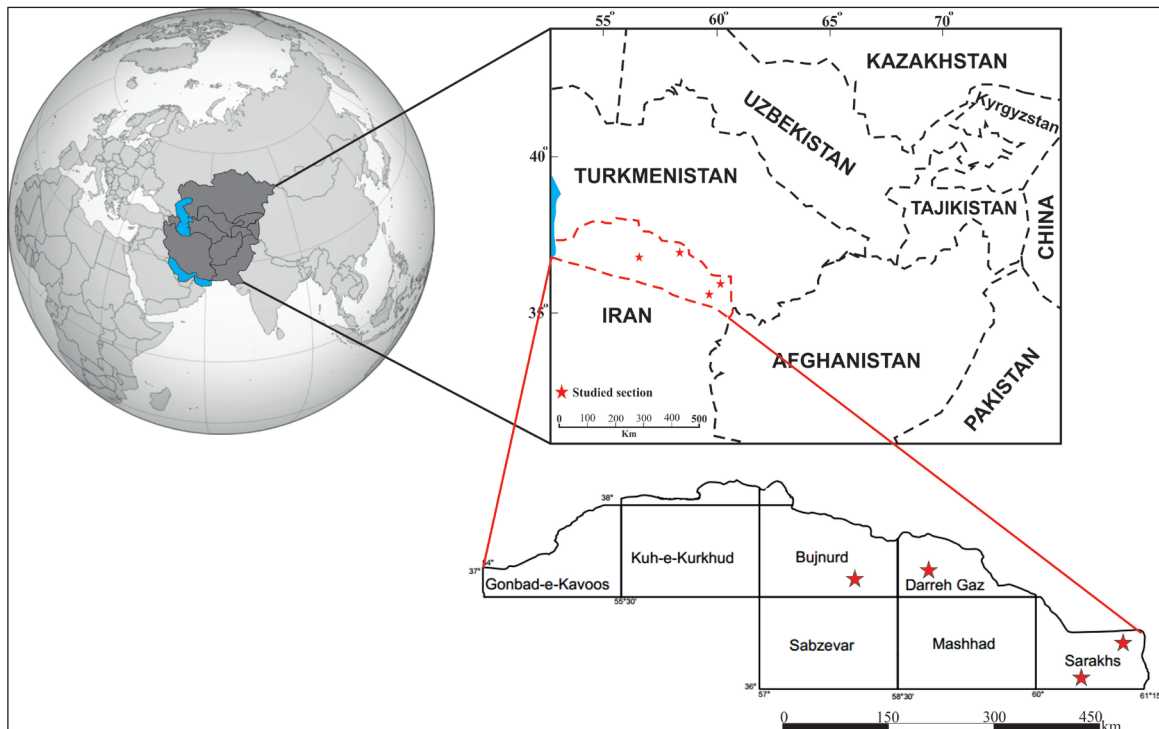 55° 60° 65° 70°
KAZAKHSTAN
Kyrgyzstan
UZBEKISTAN
40°
TURKMENISTAN
TAJIKISTAN
CHINA
35°
IRAN
AFGHANISTAN
PAKISTAN
Studied section
0 100 200 300 400 500
Km
38°
Kuh-e-Kurkhud
Bujnurd
37° 54°
Gonbad-e-Kavoos
Darreh Gaz
55°30'
Sabzevar
Mashhad
Sarakhs
36°
57°
58°30'
60°
61°15
0 150 300 450
km